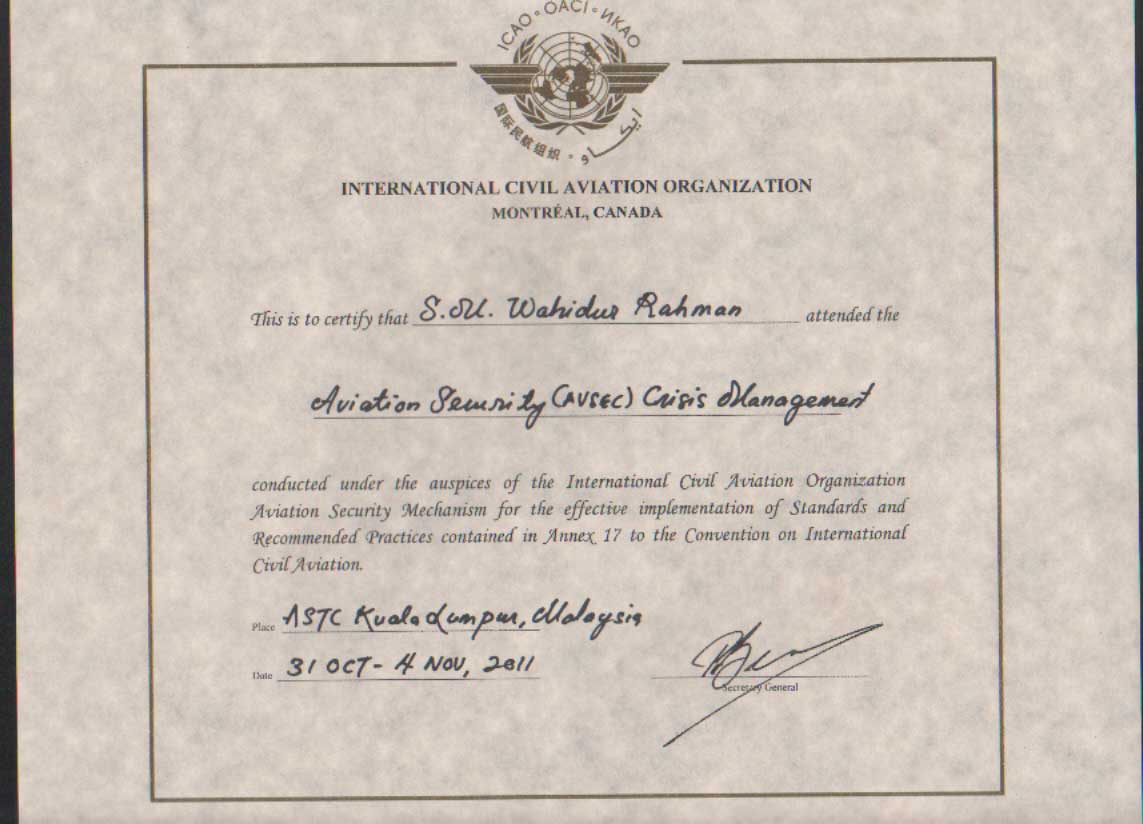 ICAO · OACI · ИКАО
国际民航组织 · ايكاو
INTERNATIONAL CIVIL AVIATION ORGANIZATION
MONTRÉAL, CANADA
This is to certify that S.M. Wahidur Rahman attended the
Aviation Security (AVSEC) Crisis Management
conducted under the auspices of the International Civil Aviation Organization
Aviation Security Mechanism for the effective implementation of Standards and
Recommended Practices contained in Annex 17 to the Convention on International
Civil Aviation.
Place ASTC Kuala Lumpur, Malaysia
Date 31 OCT - 4 NOV, 2011
Secretary General